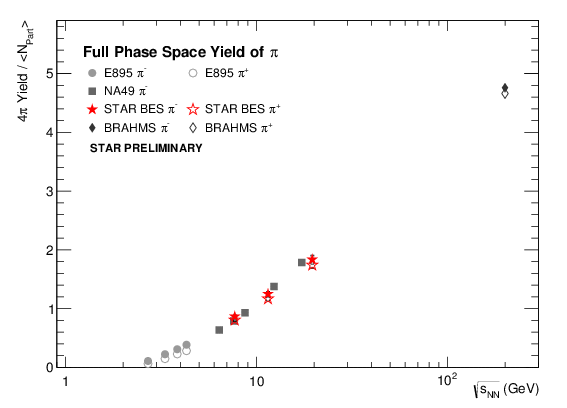 4π Yield / <N_Part>
Full Phase Space Yield of π
E895 π⁻ E895 π⁺
NA49 π⁻
STAR BES π⁻ STAR BES π⁺
BRAHMS π⁻ BRAHMS π⁺
STAR PRELIMINARY
5
4
3
2
1
0
1 10 10²
√s_NN (GeV)